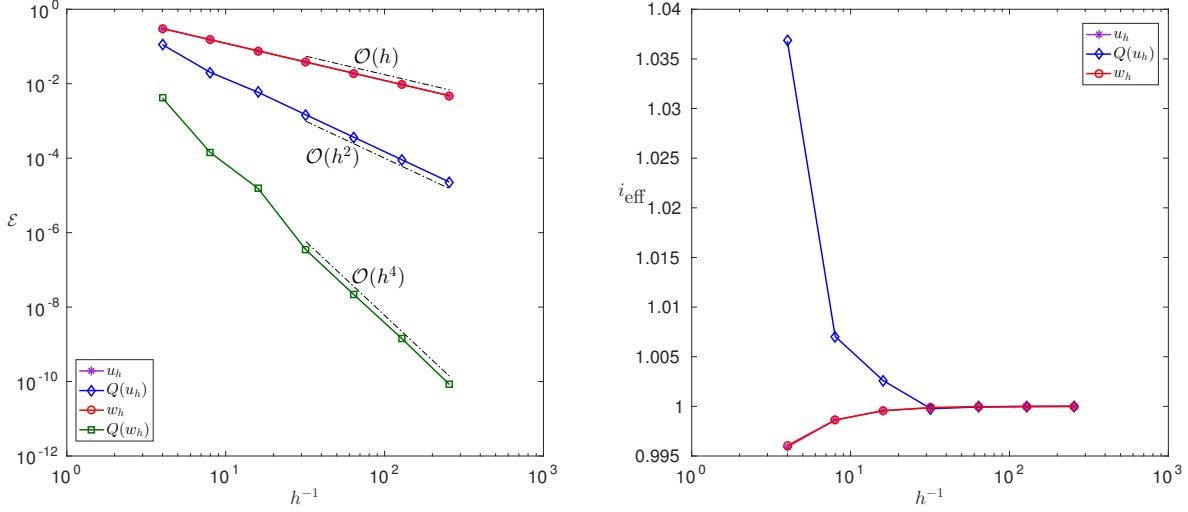 10^0
10^{-2}
10^{-4}
10^{-6}
10^{-8}
10^{-10}
10^{-12}
ℰ
𝒪(h)
𝒪(h^2)
𝒪(h^4)
u_h
Q(u_h)
w_h
Q(w_h)
10^0
10^1
10^2
10^3
h^{-1}
1.04
1.035
1.03
1.025
1.02
1.015
1.01
1.005
1
0.995
i_eff
u_h
Q(u_h)
w_h
10^0
10^1
10^2
10^3
h^{-1}